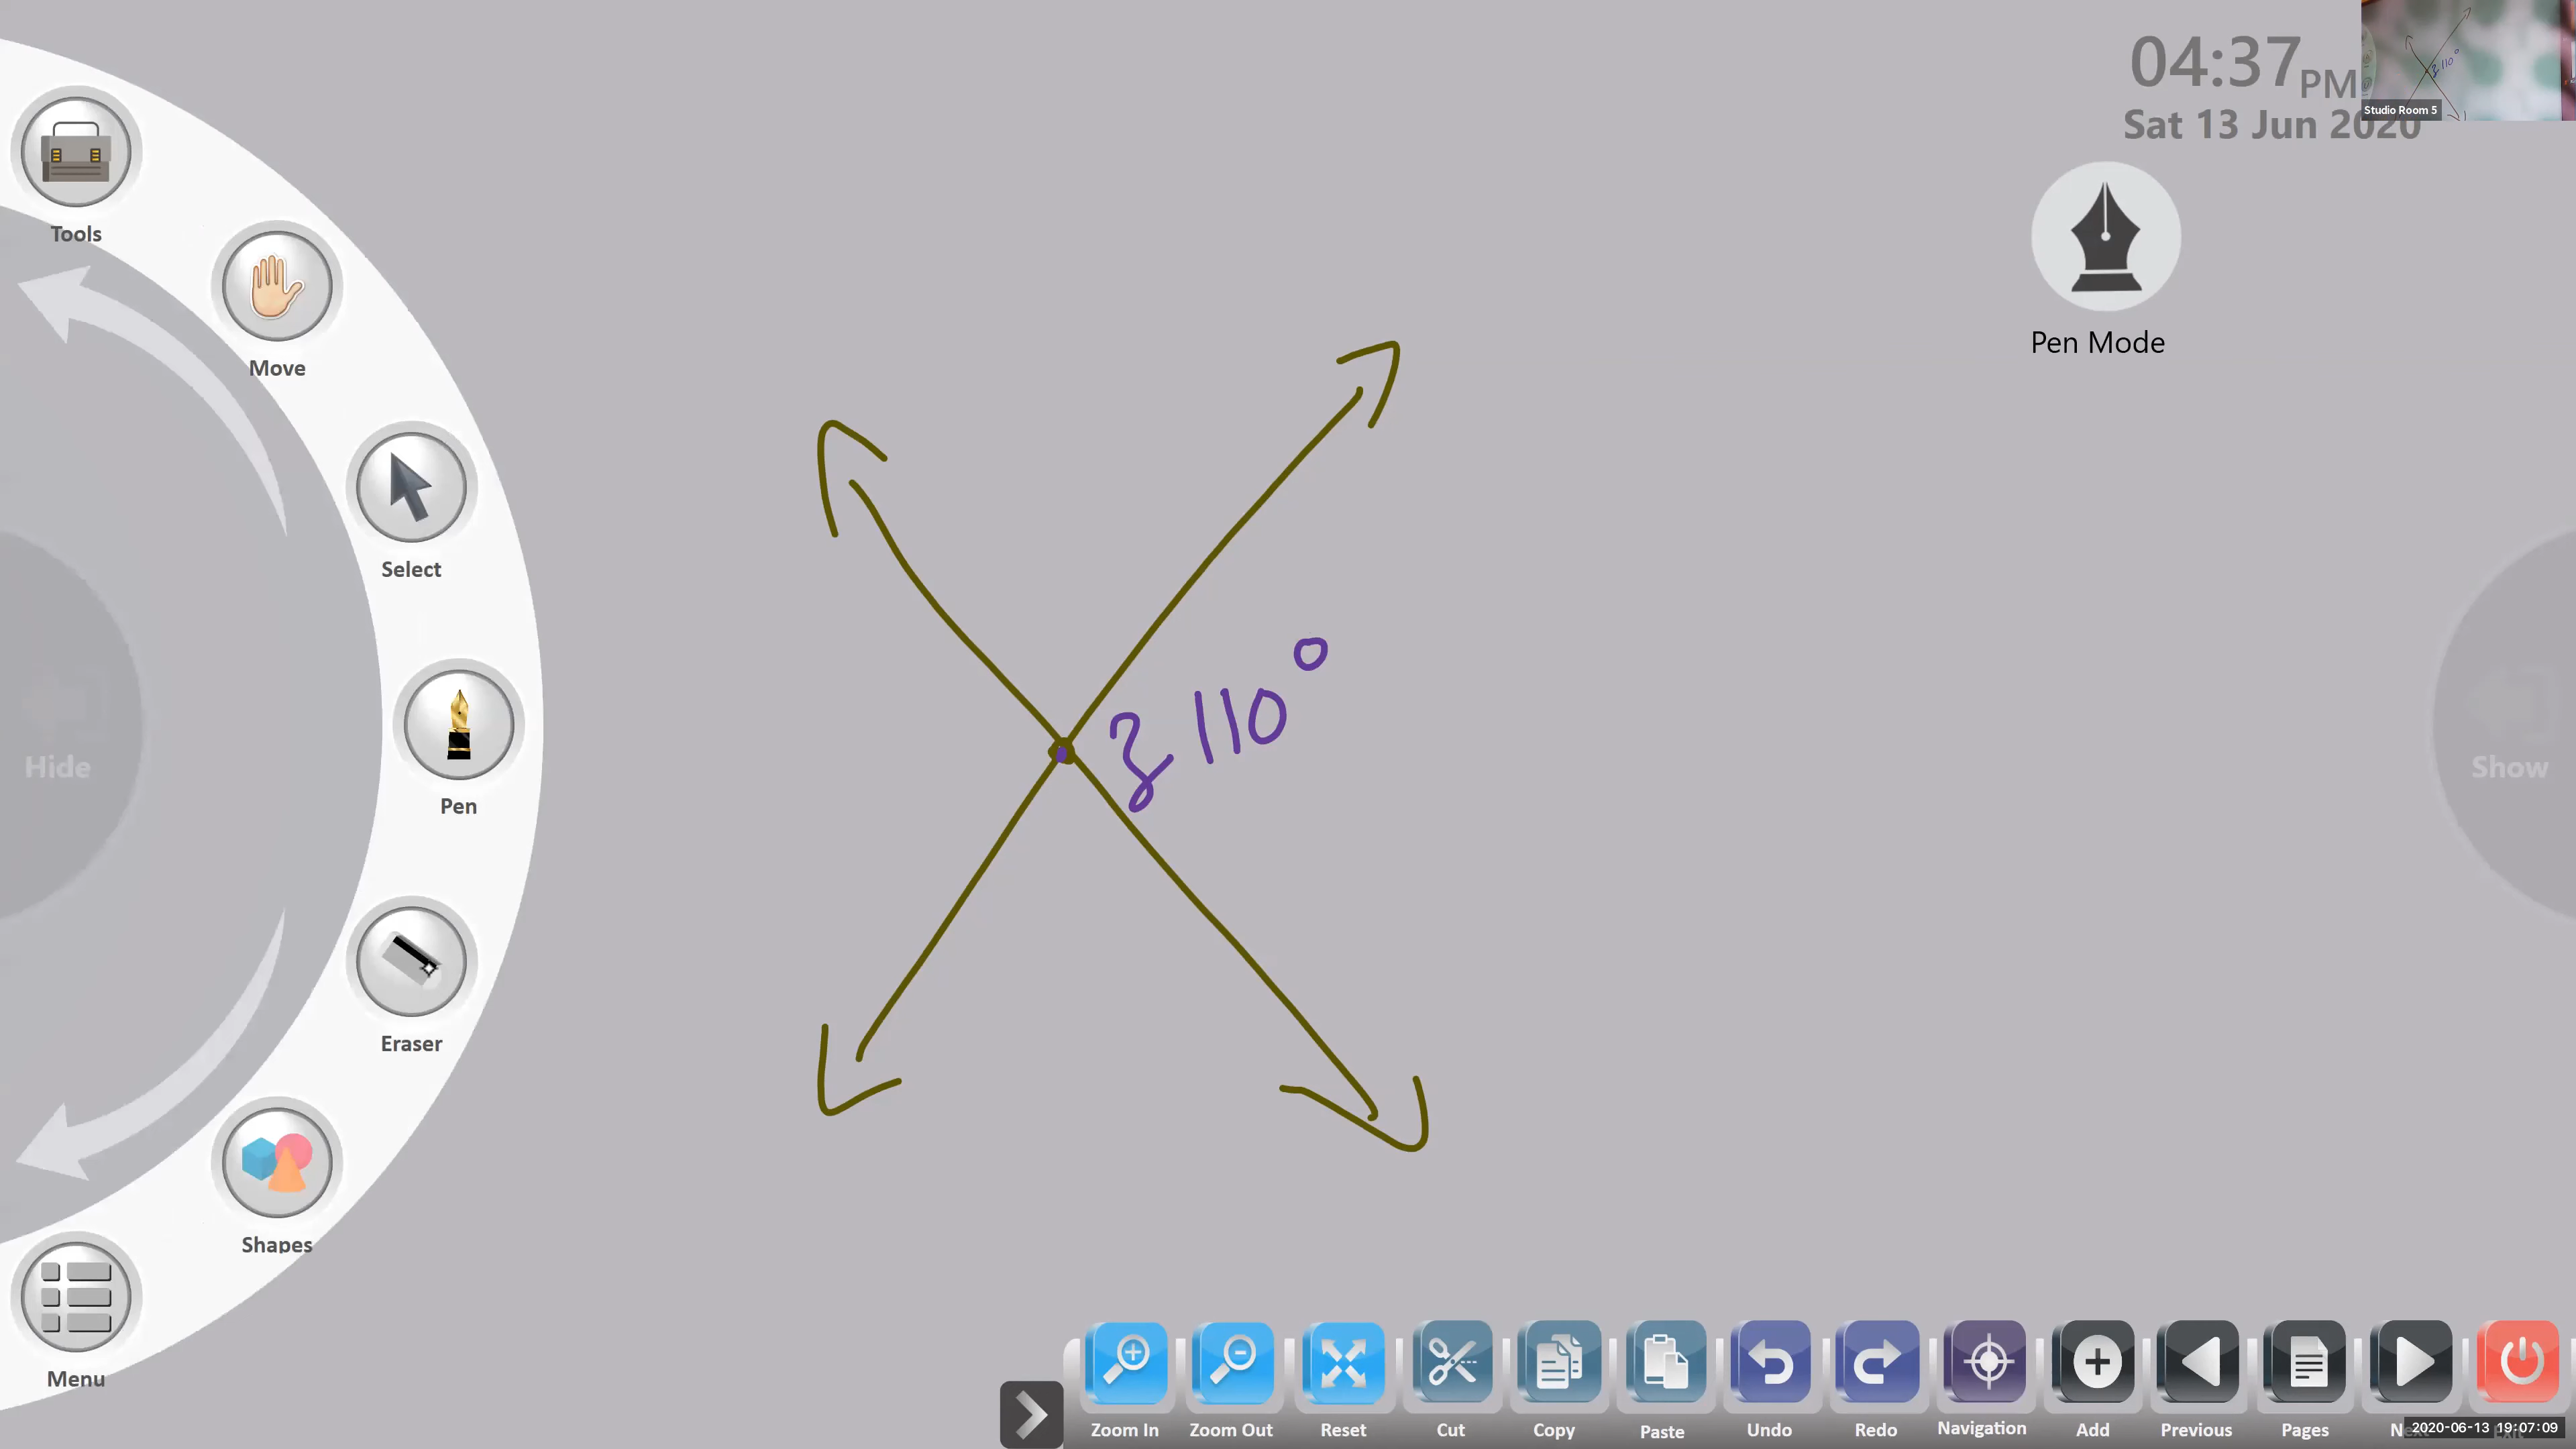 04:37 PM
Sat 13 Jun 2020
Studio Room 5
Tools
Move
Select
Pen Mode
110°
Hide
Pen
Show
Eraser
Shapes
Menu
Zoom In
Zoom Out
Reset
Cut
Copy
Paste
Undo
Redo
Navigation
Add
Previous
Pages
2020-06-13 19:07:09